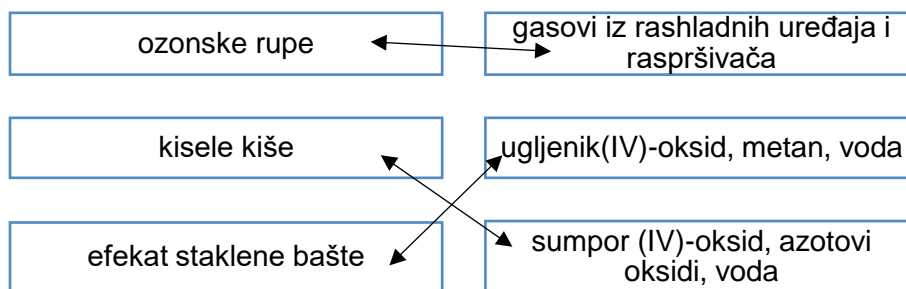 ozonske rupe
gasovi iz rashladnih uređaja i
raspršivača
kisele kiše
ugljenik(IV)-oksid, metan, voda
efekat staklene bašte
sumpor (IV)-oksid, azotovi
oksidi, voda